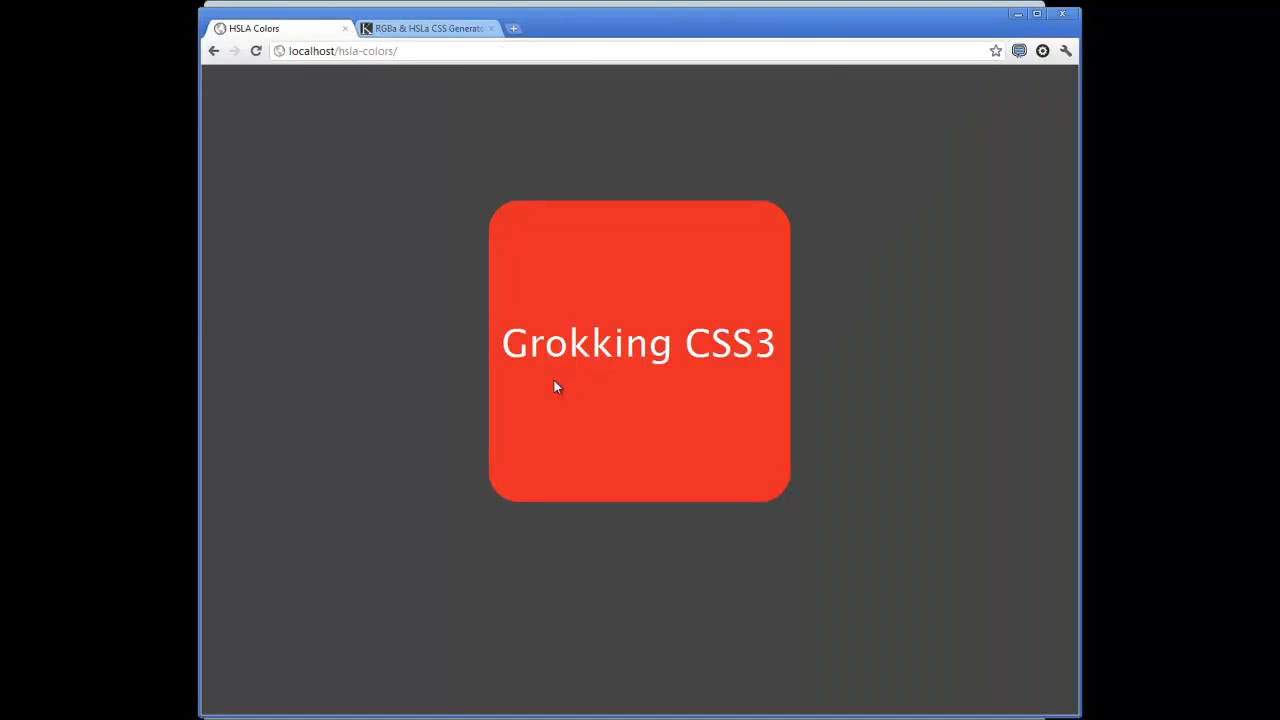 HSLA Colors
RGBa & HSLa CSS Generato
localhost/hsla-colors/
Grokking CSS3